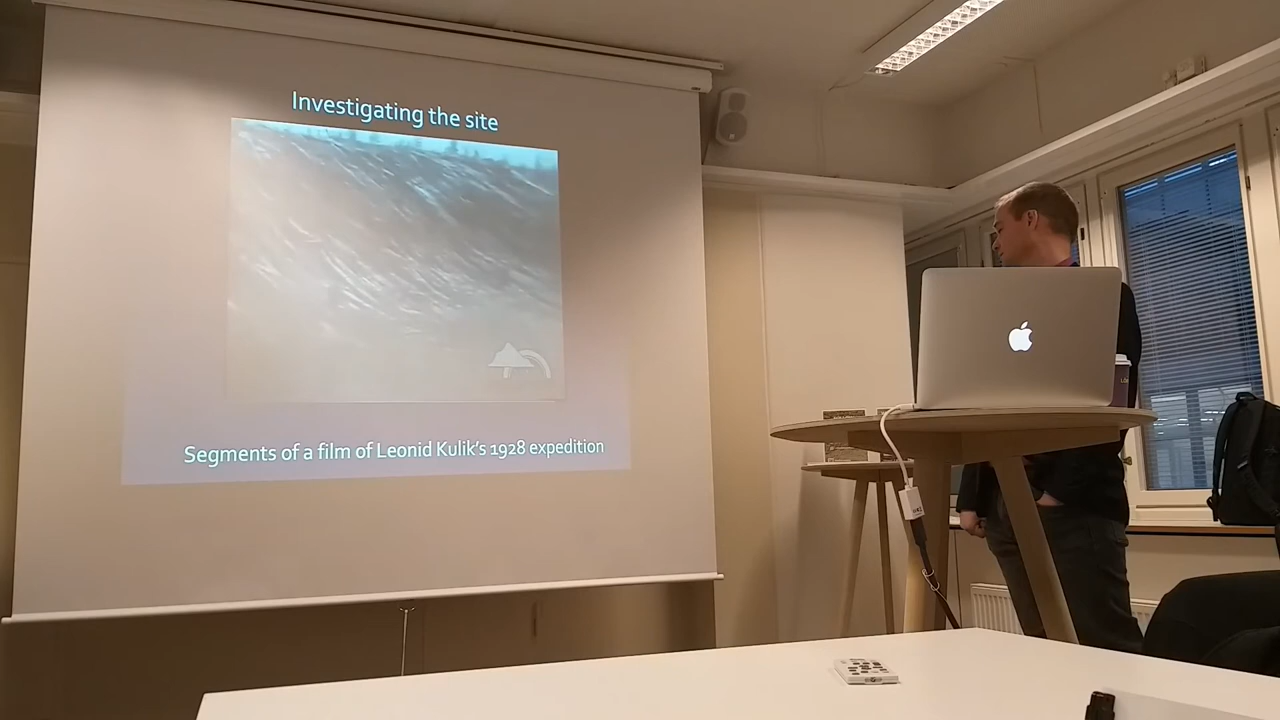 Investigating the site
Segments of a film of Leonid Kulik's 1928 expedition